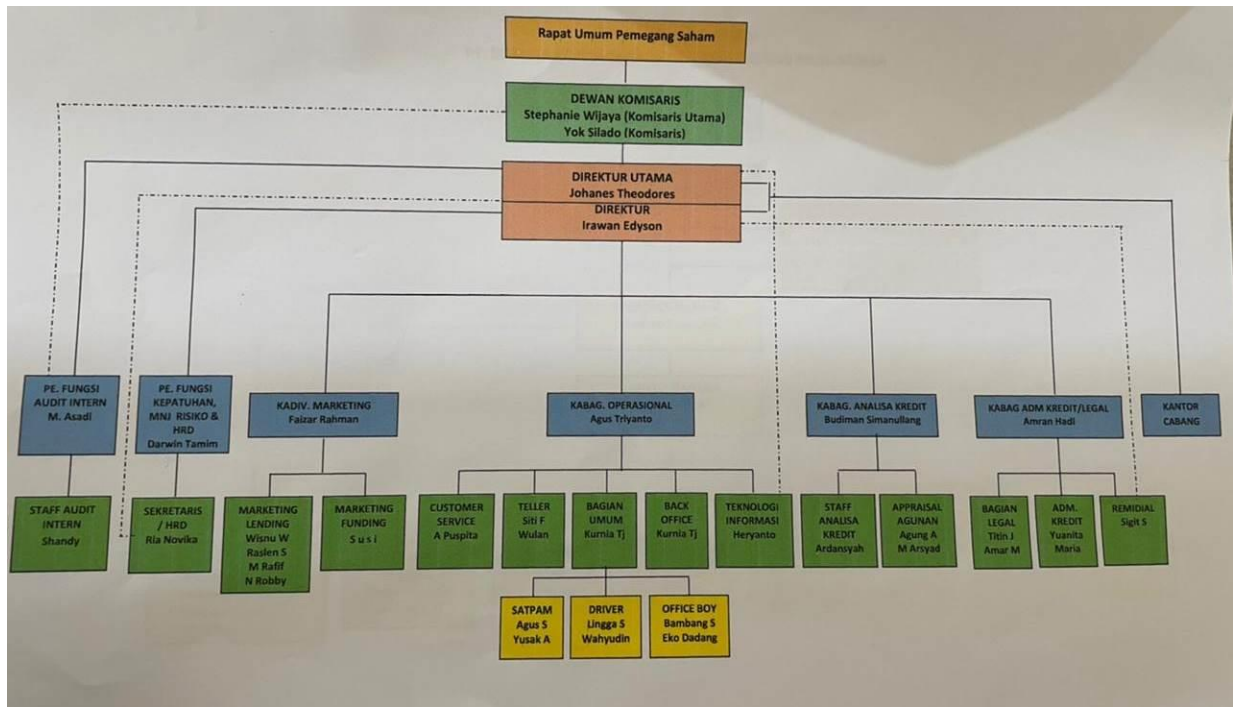 Rapat Umum Pemegang Saham
DEWAN KOMISARIS
Stephanie Wijaya (Komisaris Utama)
Yok Silado (Komisaris)
DIREKTUR UTAMA
Johanes Theodores
DIREKTUR
Irawan Edyson
PE. FUNGSI
AUDIT INTERN
M. Asadi
PE. FUNGSI
KEPATUHAN,
MNJ RISIKO &
HRD
Darwin Tamim
KADIV. MARKETING
Faizar Rahman
KABAG. OPERASIONAL
Agus Triyanto
KABAG. ANALISA KREDIT
Budiman Simanullang
KABAG ADM KREDIT/LEGAL
Amran Hadi
KANTOR
CABANG
STAFF AUDIT
INTERN
Shandy
SEKRETARIS
/ HRD
Ria Novika
MARKETING
LENDING
Wisnu W
Raslen S
M Rafif
N Robby
MARKETING
FUNDING
S u s i
CUSTOMER
SERVICE
A Puspita
TELLER
Siti F
Wulan
BAGIAN
UMUM
Kurnia Tj
BACK
OFFICE
Kurnia Tj
TEKNOLOGI
INFORMASI
Heryanto
STAFF
ANALISA
KREDIT
Ardansyah
APPRAISAL
AGUNAN
Agung A
M Arsyad
BAGIAN
LEGAL
Titin J
Amar M
ADM.
KREDIT
Yuanita
Maria
REMIDIAL
Sigit S
SATPAM
Agus S
Yusak A
DRIVER
Lingga S
Wahyudin
OFFICE BOY
Bambang S
Eko Dadang